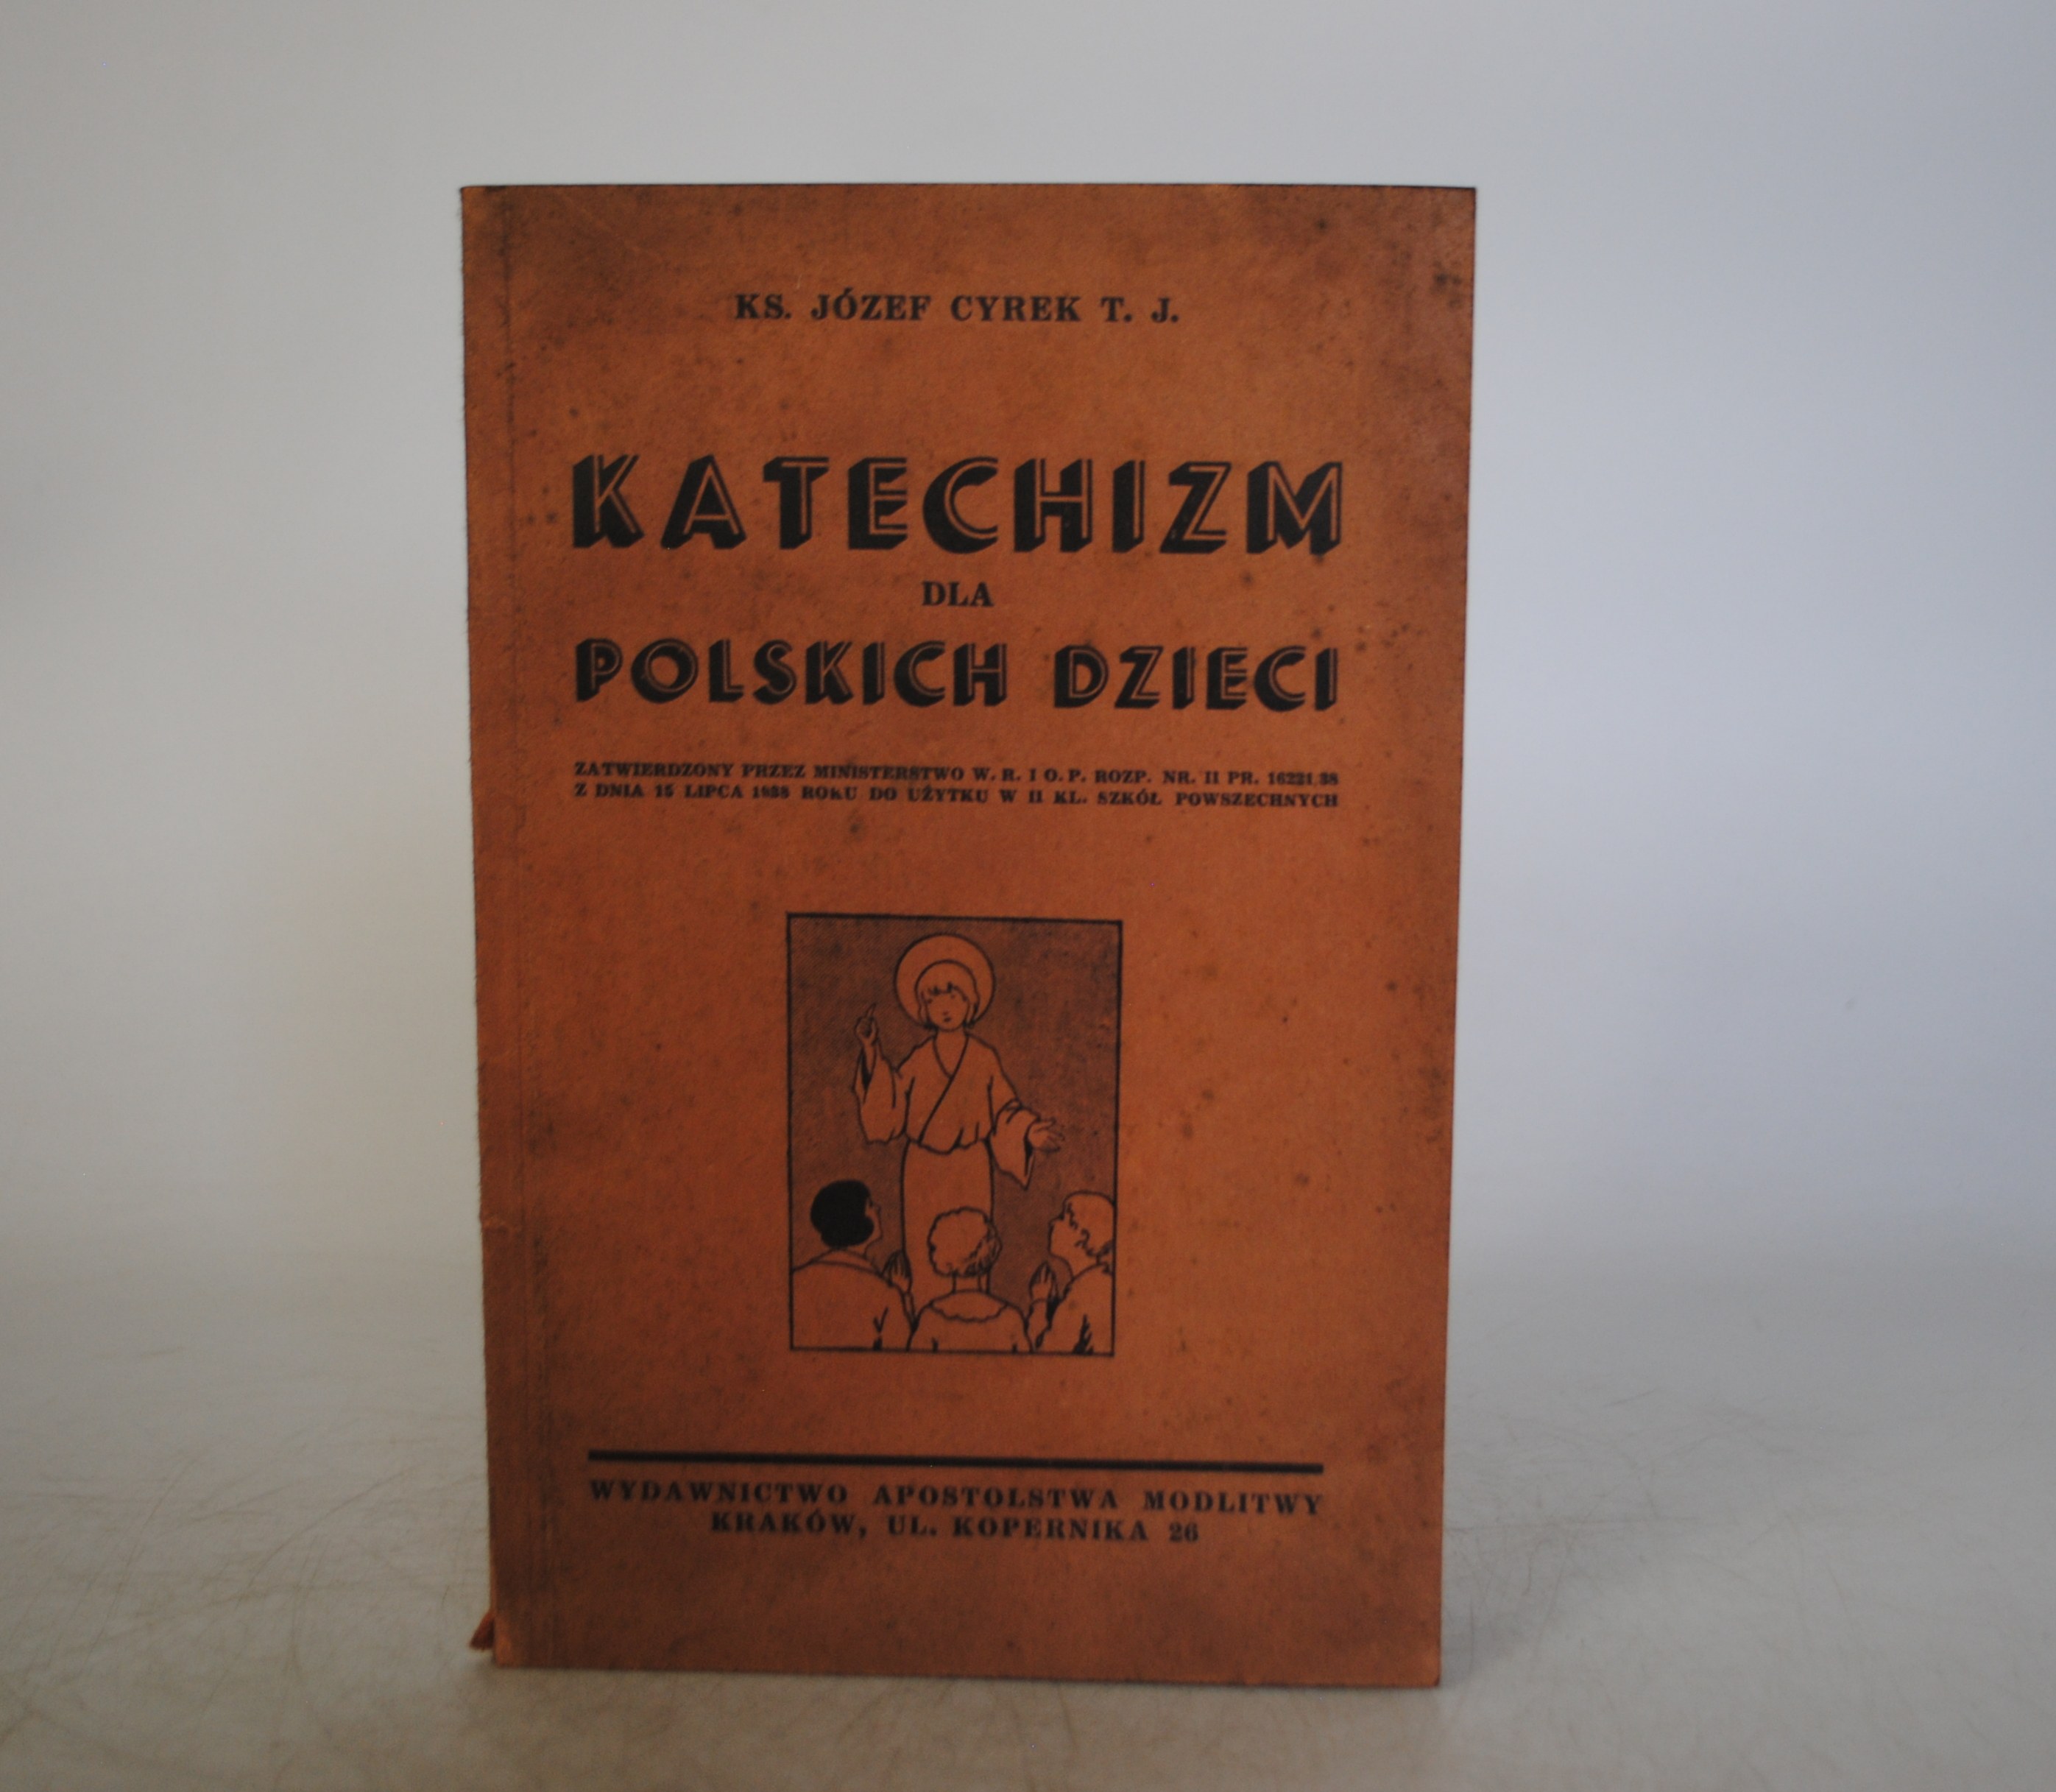 KS. JÓZEF CYREK T. J.
KATECHIZM
DLA
POLSKICH DZIECI
ZATWIERDZONY PRZEZ MINISTERSTWO W. R. I O. P. ROZP. NR. II PR. 16221/38
Z DNIA 15 LIPCA 1938 ROKU DO UŻYTKU W II KL. SZKÓŁ POWSZECHNYCH
WYDAWNICTWO APOSTOLSTWA MODLITWY
KRAKÓW, UL. KOPERNIKA 26